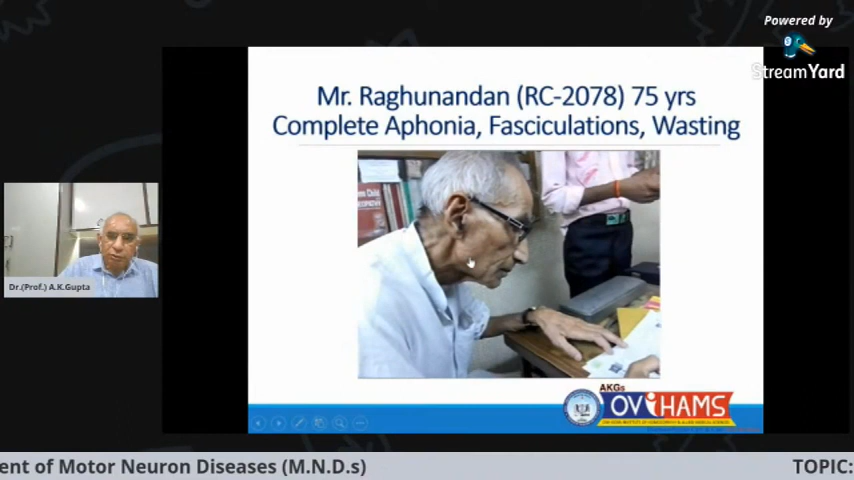 Powered by
StreamYard
Mr. Raghunandan (RC-2078) 75 yrs
Complete Aphonia, Fasciculations, Wasting
Dr.(Prof.) A.K.Gupta
AKGs
OViHAMS
ent of Motor Neuron Diseases (M.N.D.s)
TOPIC: